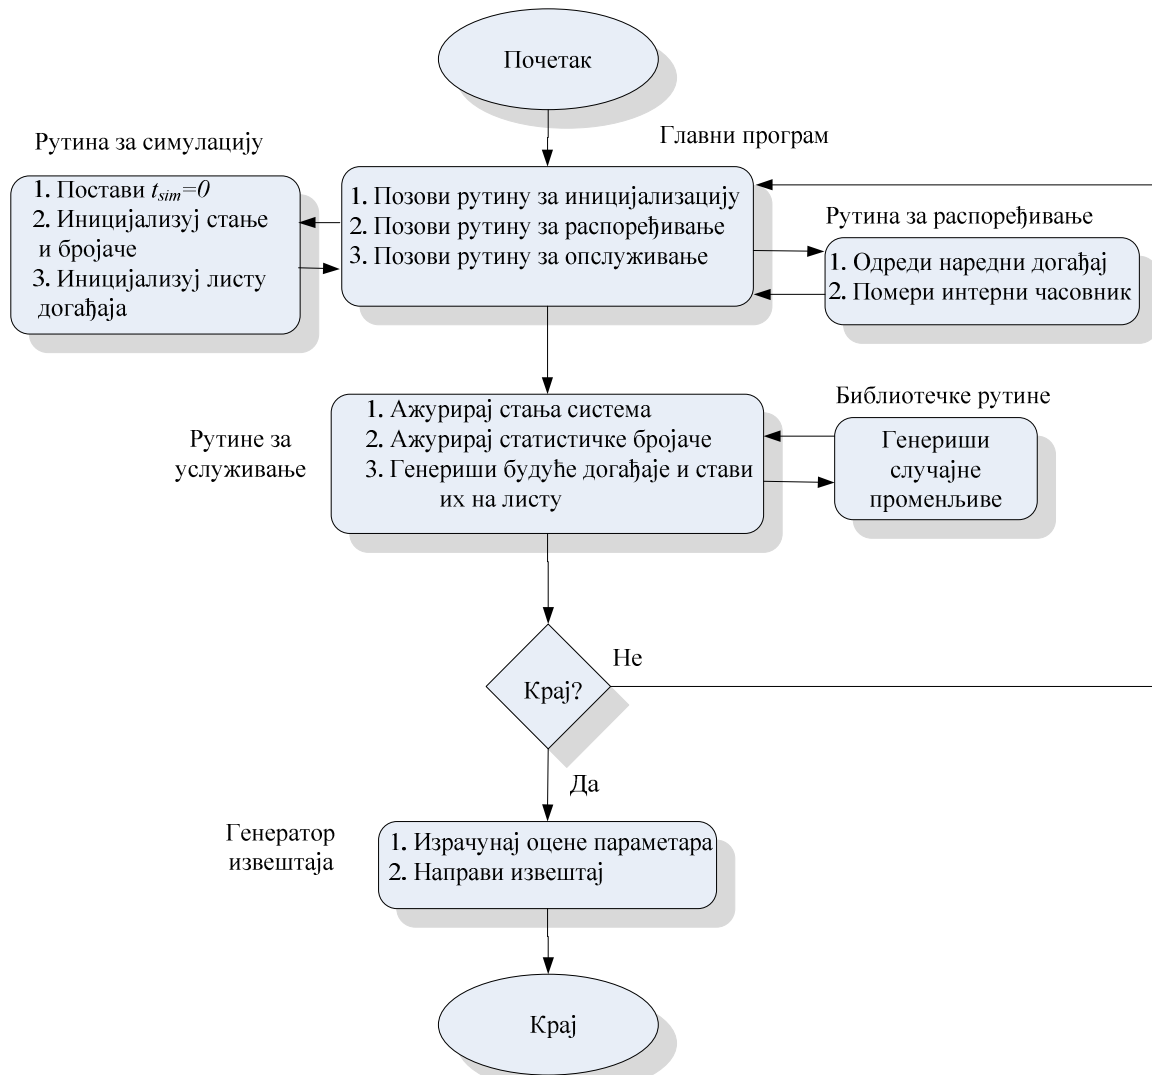 Почетак
Главни програм
Рутина за симулацију
1. Постави tsim=0
2. Иницијализуј стање
и бројаче
3. Иницијализуј листу
догађаја
1. Позови рутину за иницијализацију
2. Позови рутину за распоређивање
3. Позови рутину за опслуживање
Рутина за распоређивање
1. Одреди наредни догађај
2. Помери интерни часовник
Рутине за
услуживање
1. Ажурирај стања система
2. Ажурирај статистичке бројаче
3. Генериши будуће догађаје и стави
их на листу
Библиотечке рутине
Генериши
случајне
променљиве
Крај?
Не
Да
Генератор
извештаја
1. Израчунај оцене параметара
2. Направи извештај
Крај